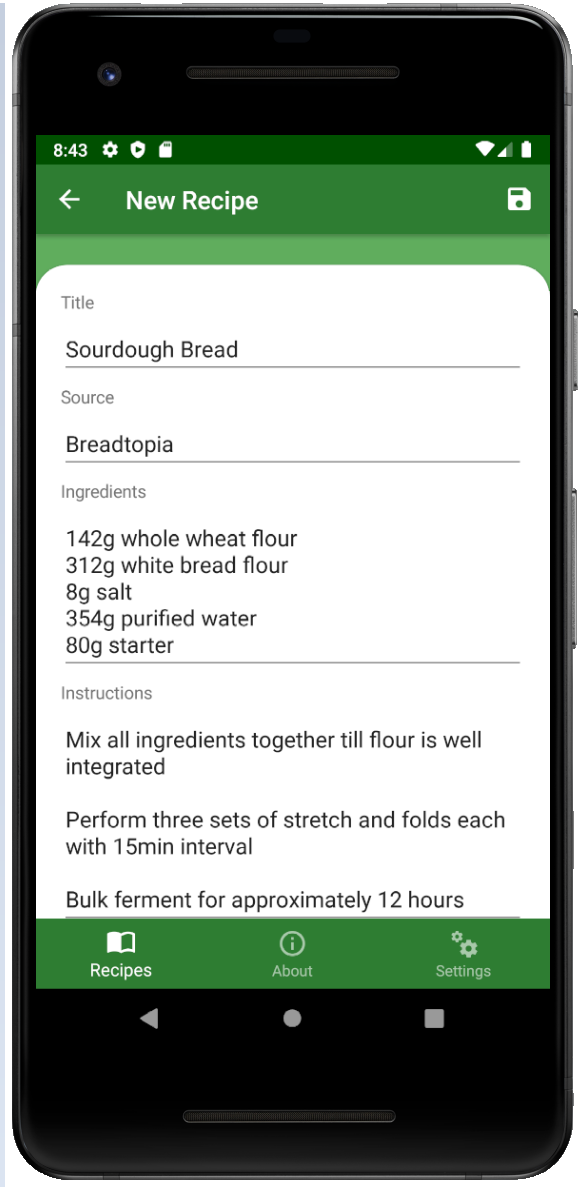 8:43
New Recipe
Title
Sourdough Bread
Source
Breadtopia
Ingredients
142g whole wheat flour
312g white bread flour
8g salt
354g purified water
80g starter
Instructions
Mix all ingredients together till flour is well
integrated
Perform three sets of stretch and folds each
with 15min interval
Bulk ferment for approximately 12 hours
Recipes
About
Settings